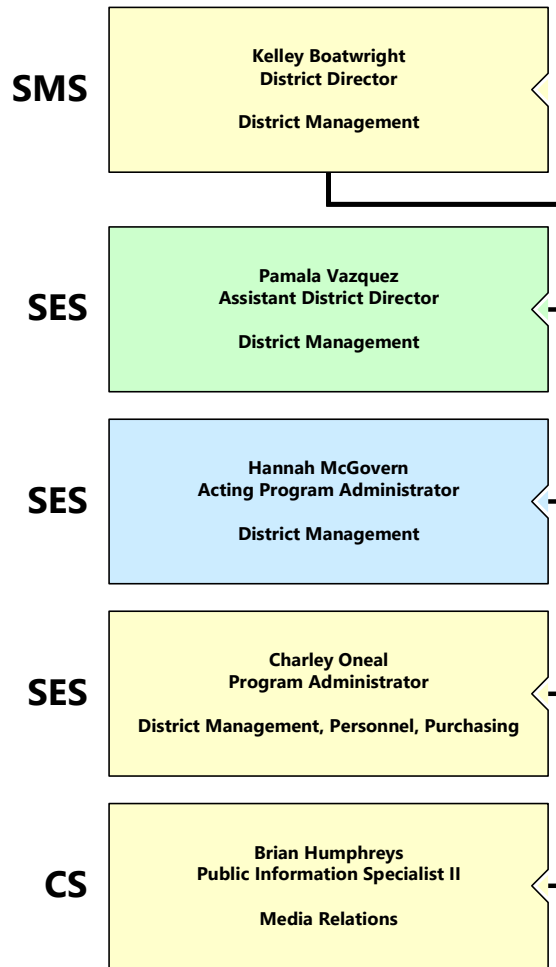 SMS
Kelley Boatwright
District Director
District Management
SES
Pamala Vazquez
Assistant District Director
District Management
SES
Hannah McGovern
Acting Program Administrator
District Management
SES
Charley Oneal
Program Administrator
District Management, Personnel, Purchasing
CS
Brian Humphreys
Public Information Specialist II
Media Relations